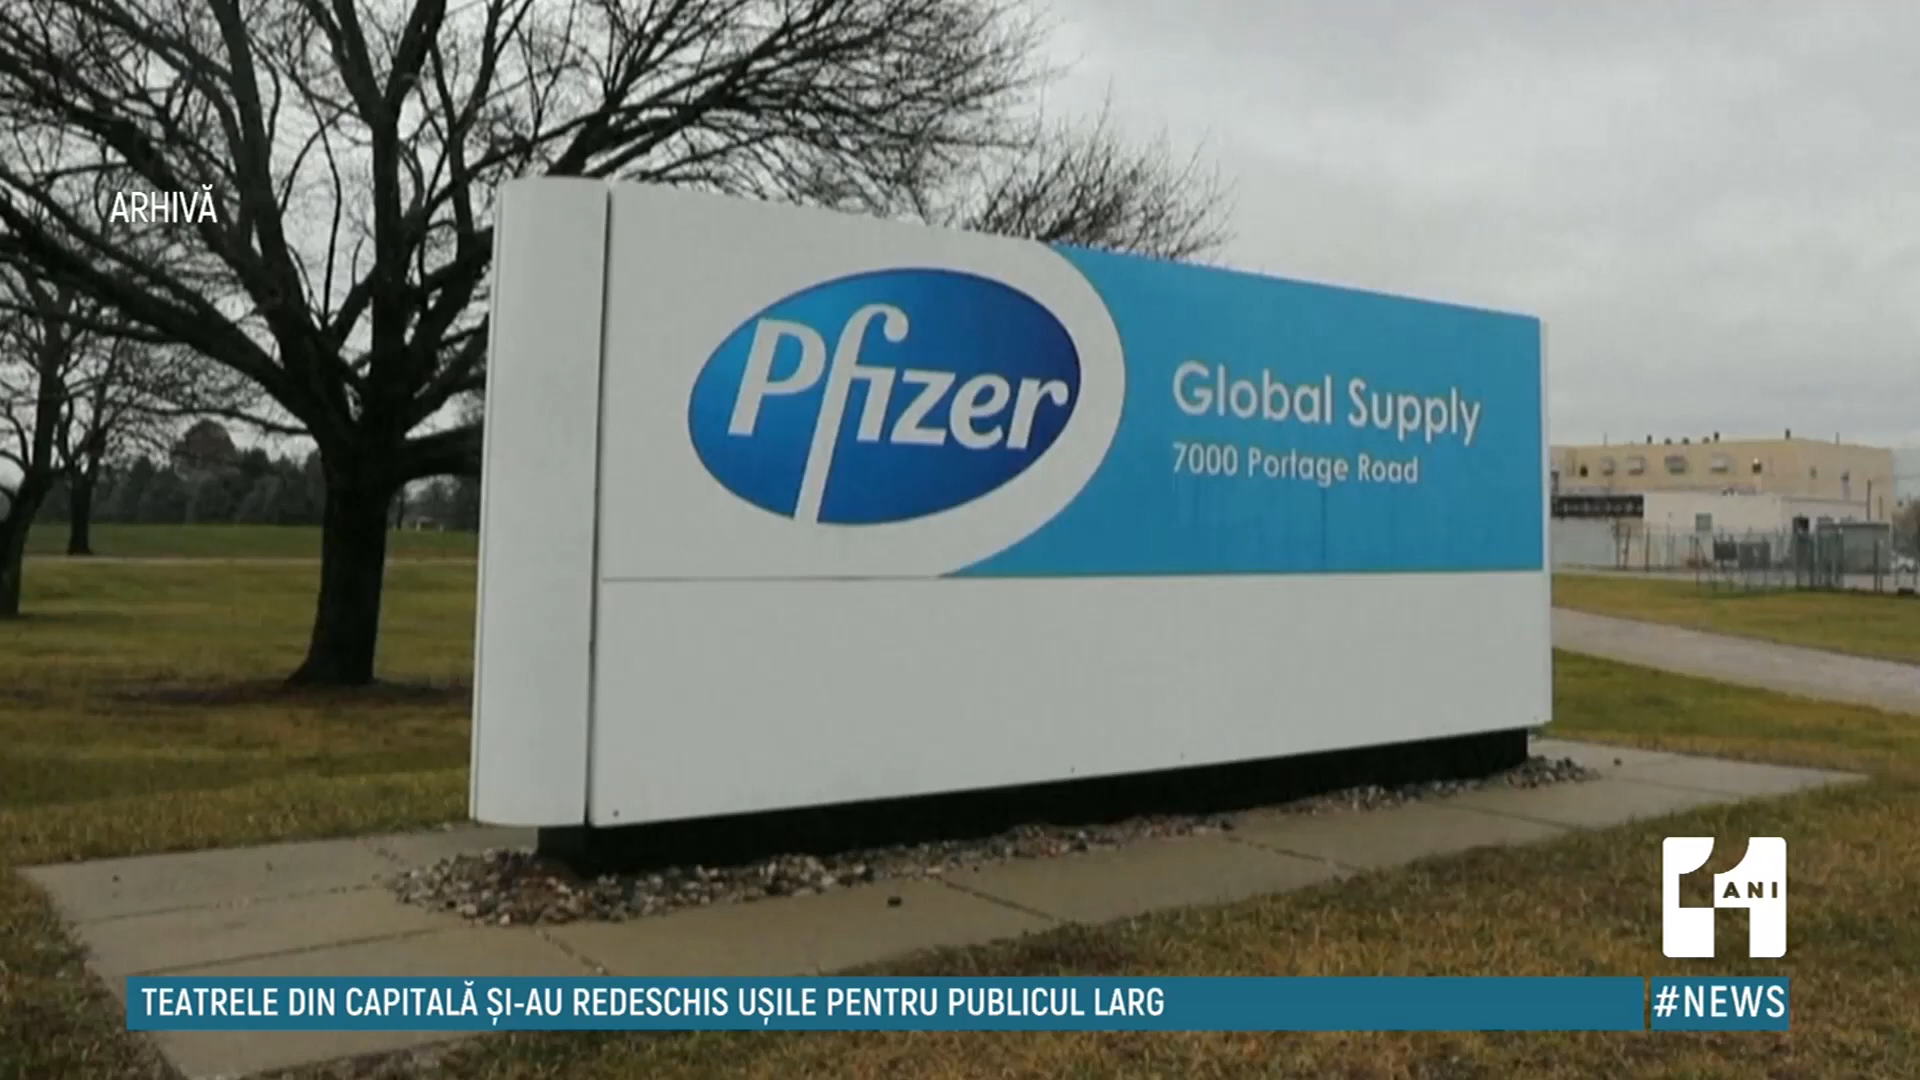 ARHIVĂ
Pfizer
Global Supply
7000 Portage Road
11 ANI
TEATRELE DIN CAPITALĂ ȘI-AU REDESCHIS UȘILE PENTRU PUBLICUL LARG
#NEWS